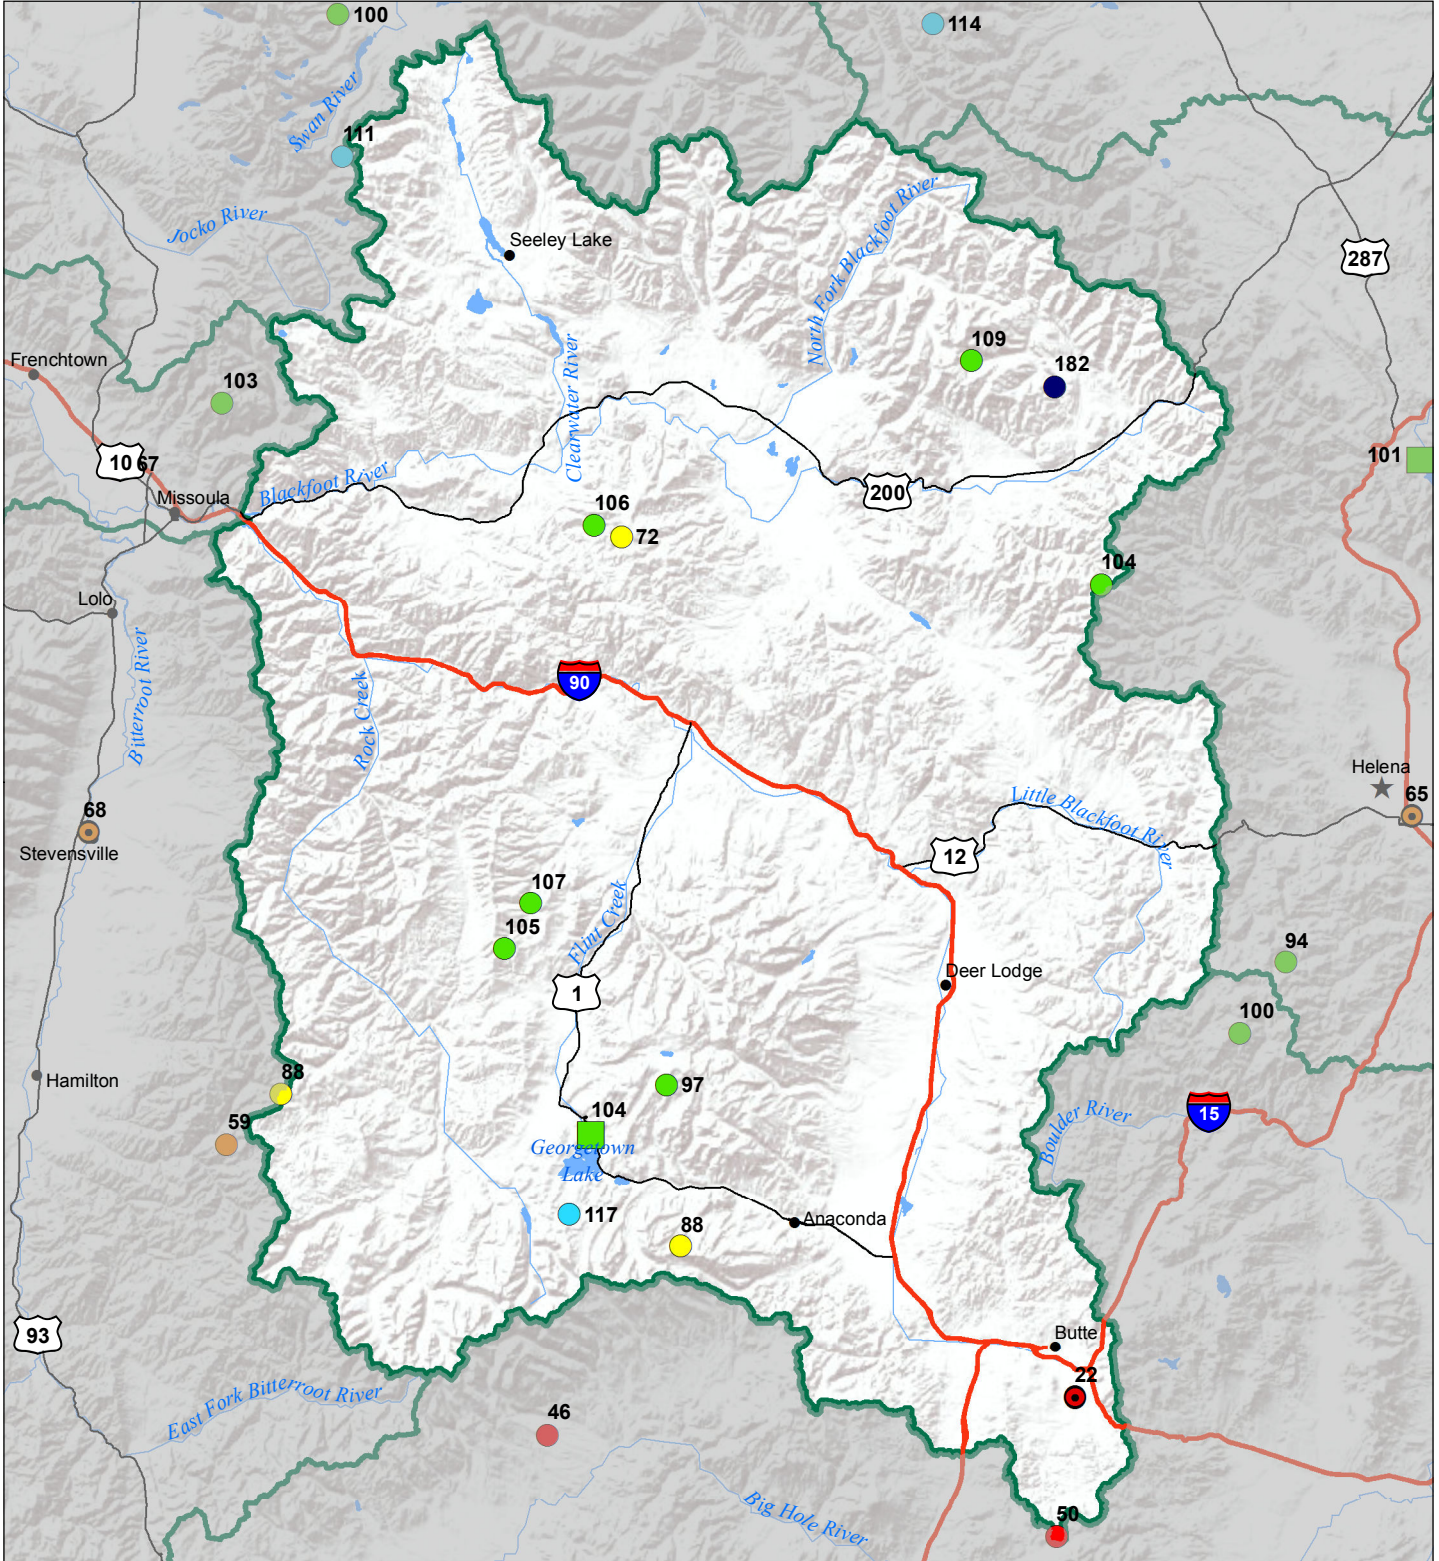 100
114
Swan River
111
Jocko River
Seeley Lake
North Fork Blackfoot River
287
Frenchtown
103
109
182
Clearwater River
10
67
101
Missoula
Blackfoot River
200
106
72
104
Lolo
Bitterroot River
90
Rock Creek
Helena
65
Little Blackfoot River
68
Stevensville
12
107
Flint Creek
105
94
Deer Lodge
1
100
88
Hamilton
97
59
104
15
Boulder River
Georgetown
Lake
117
88
Anaconda
93
Butte
22
East Fork Bitterroot River
46
Big Hole River
50